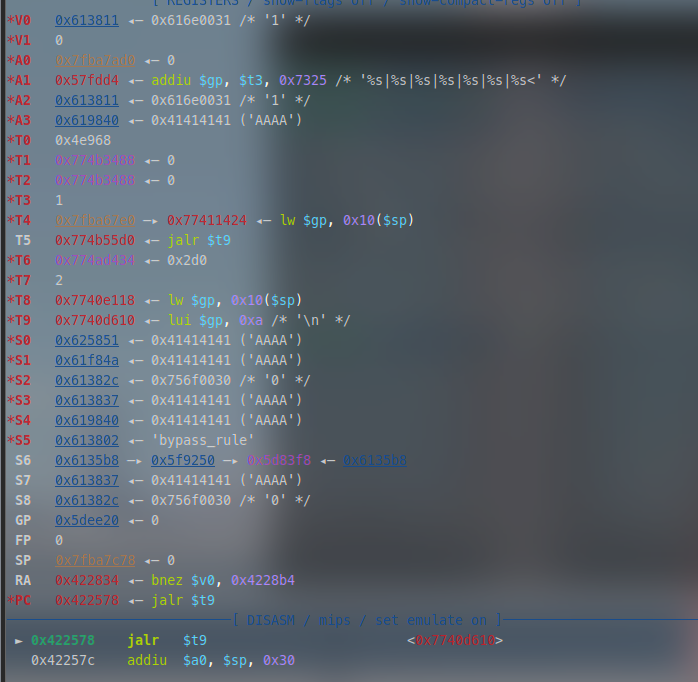 [ REGISTERS / show-flags off / show-compact-regs off ]
*V0 0x613811 ◂— 0x616e0031 /* '1' */
*V1 0
*A0 0x7fba7ad0 ◂— 0
*A1 0x57fdd4 ◂— addiu $gp, $t3, 0x7325 /* '%s|%s|%s|%s|%s|%s|%s<' */
*A2 0x613811 ◂— 0x616e0031 /* '1' */
*A3 0x619840 ◂— 0x41414141 ('AAAA')
*T0 0x4e968
*T1 ◂— 0
*T2 ◂— 0
*T3 1
*T4 —▸ 0x77411424 ◂— lw $gp, 0x10($sp)
T5 0x774b55d0 ◂— jalr $t9
*T6 0x774ad434 ◂— 0x2d0
*T7 2
*T8 0x7740e118 ◂— lw $gp, 0x10($sp)
*T9 0x7740d610 ◂— lui $gp, 0xa /* '\n' */
*S0 0x625851 ◂— 0x41414141 ('AAAA')
*S1 0x61f84a ◂— 0x41414141 ('AAAA')
*S2 0x61382c ◂— 0x756f0030 /* '0' */
*S3 0x613837 ◂— 0x41414141 ('AAAA')
*S4 0x619840 ◂— 0x41414141 ('AAAA')
*S5 0x613802 ◂— 'bypass_rule'
S6 0x6135b8 —▸ 0x5f9250 —▸ ◂— 0x6135b8
S7 0x613837 ◂— 0x41414141 ('AAAA')
S8 0x61382c ◂— 0x756f0030 /* '0' */
GP 0x5dee20 ◂— 0
FP 0
SP 0x7fba7c78 ◂— 0
RA 0x422834 ◂— bnez $v0, 0x4228b4
*PC 0x422578 ◂— jalr $t9
[ DISASM / mips / set emulate on ]
► 0x422578 jalr $t9 <0x7740d610>
0x42257c addiu $a0, $sp, 0x30